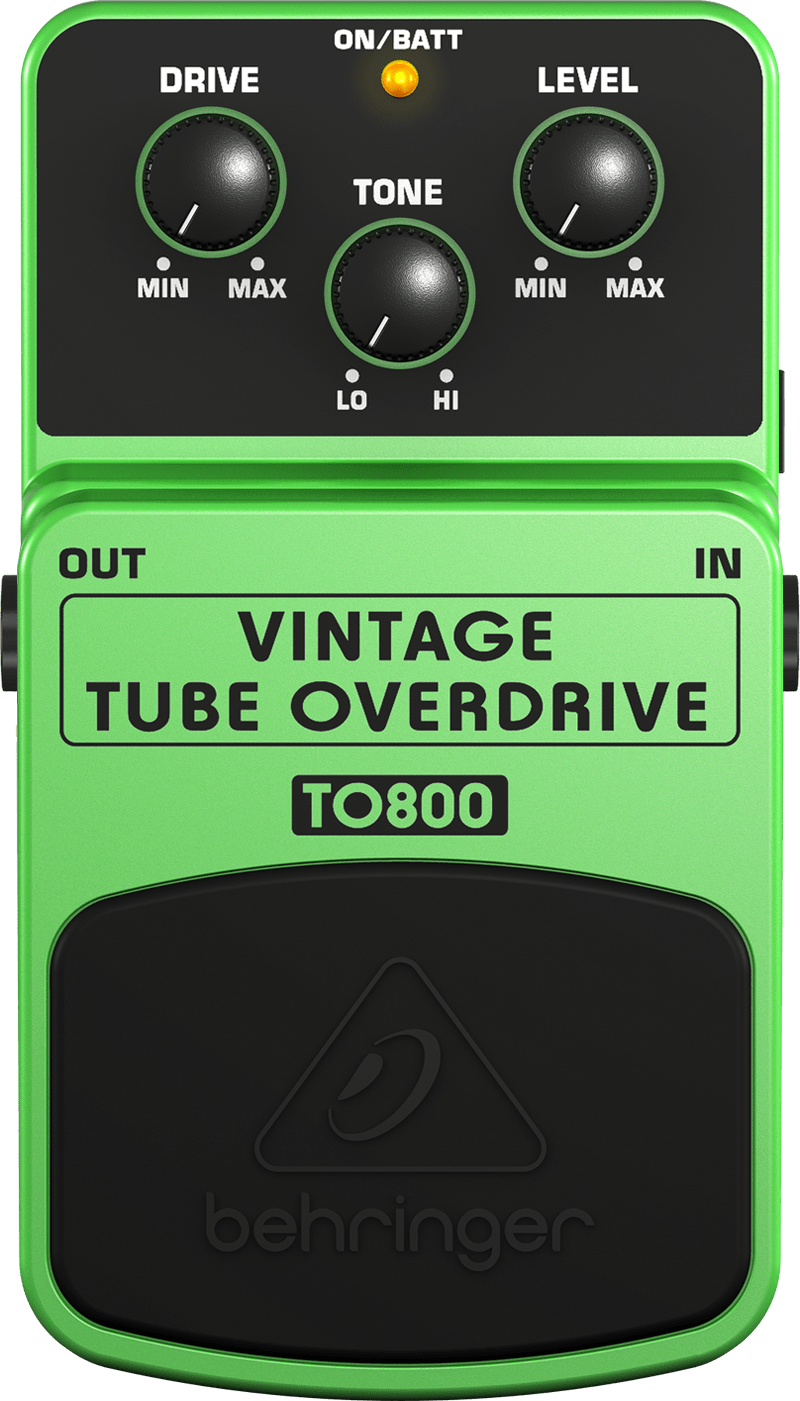 ON/BATT
DRIVE
LEVEL
TONE
MIN MAX
MIN MAX
LO HI
OUT
IN
VINTAGE
TUBE OVERDRIVE
TO800
behringer